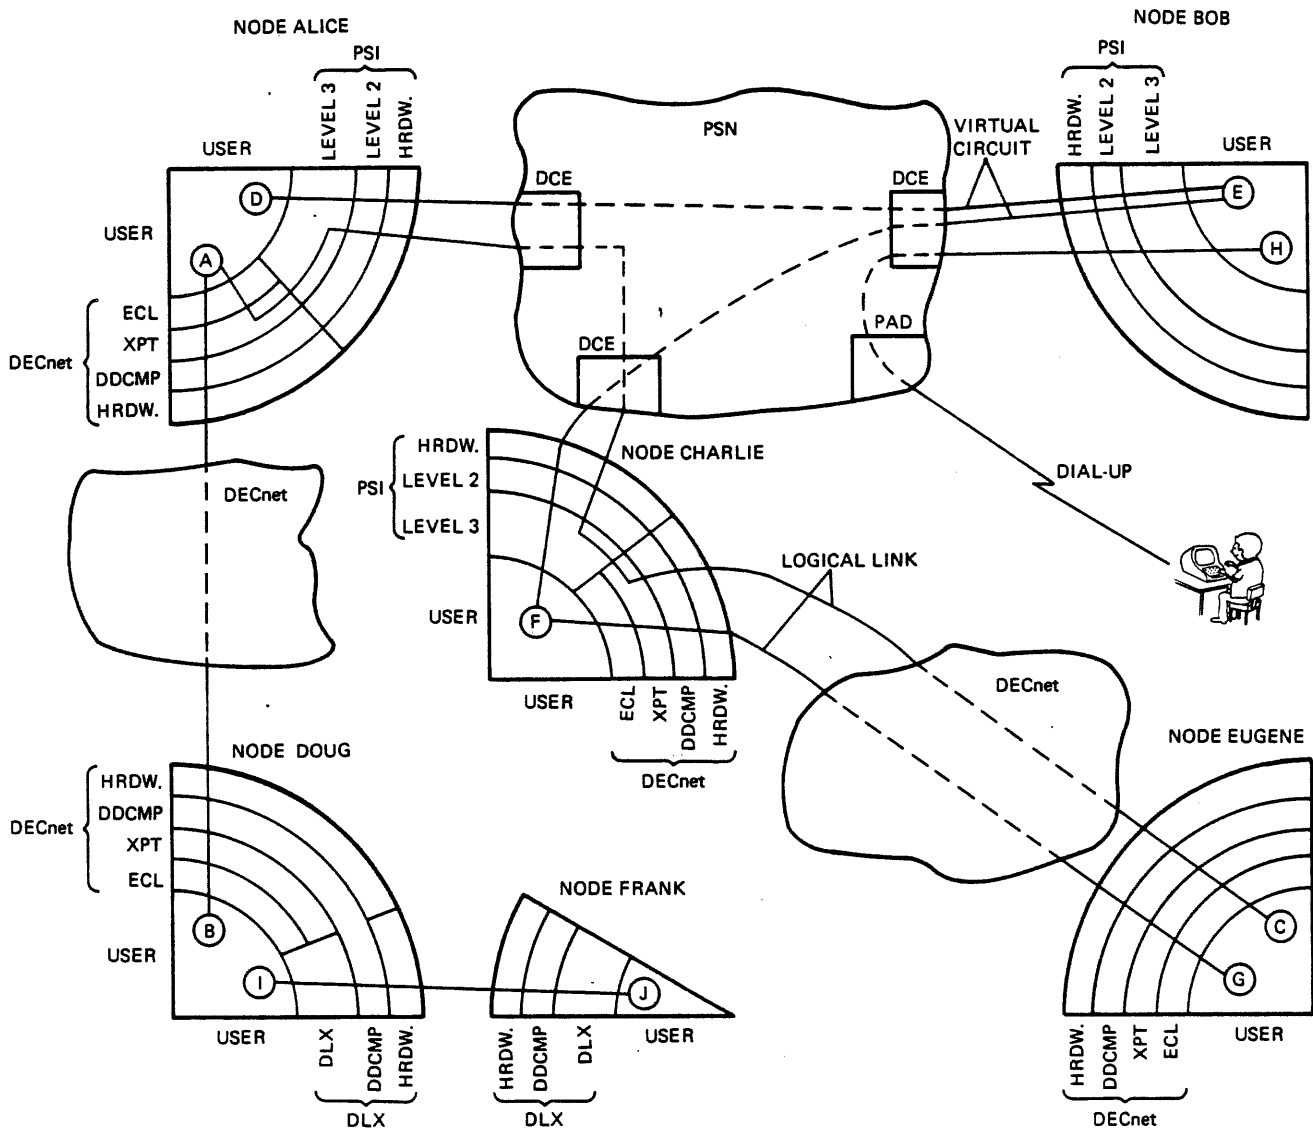 NODE ALICE
NODE BOB
PSI
PSI
LEVEL 3
LEVEL 2
HRDW.
HRDW.
LEVEL 2
LEVEL 3
USER
PSN
VIRTUAL
CIRCUIT
USER
DCE
DCE
D
E
USER
A
H
ECL
XPT
DDCMP
HRDW.
DECnet
PAD
DCE
NODE CHARLIE
HRDW.
LEVEL 2
LEVEL 3
PSI
DIAL-UP
DECnet
LOGICAL LINK
USER
F
USER
ECL
XPT
DDCMP
HRDW.
DECnet
DECnet
NODE DOUG
NODE EUGENE
HRDW.
DDCMP
XPT
ECL
DECnet
NODE FRANK
B
C
USER
I
J
G
USER
DLX
DDCMP
HRDW.
DLX
HRDW.
DDCMP
DLX
USER
DLX
HRDW.
DDCMP
XPT
ECL
USER
DECnet